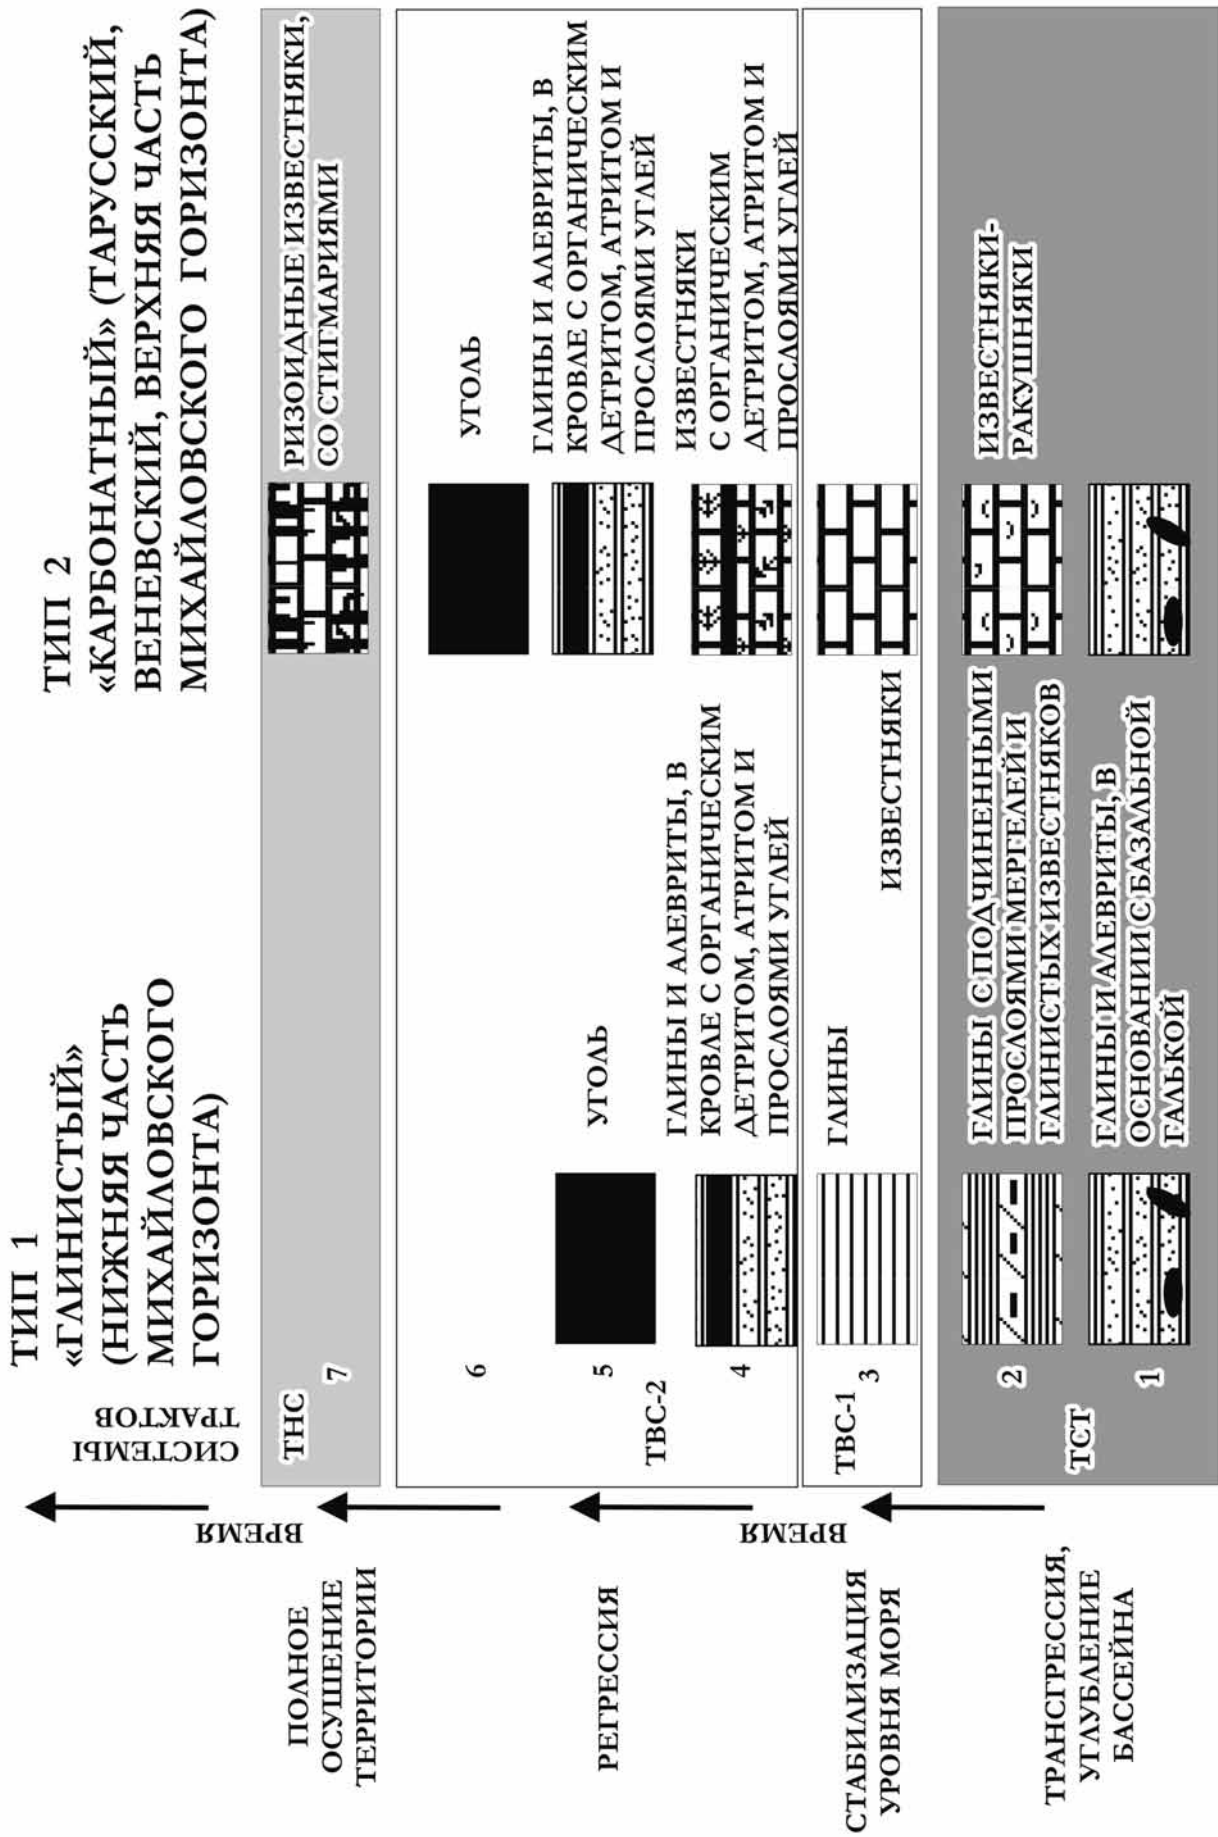 ТИП 1
«ГЛИНИСТЫЙ»
(НИЖНЯЯ ЧАСТЬ
МИХАЙЛОВСКОГО
ГОРИЗОНТА)
ТИП 2
«КАРБОНАТНЫЙ» (ТАРУССКИЙ,
ВЕНЕВСКИЙ, ВЕРХНЯЯ ЧАСТЬ
МИХАЙЛОВСКОГО ГОРИЗОНТА)
СИСТЕМЫ
ТРАКТОВ
ВРЕМЯ
ПОЛНОЕ
ОСУШЕНИЕ
ТЕРРИТОРИИ
ТНС
7
РИЗОИДНЫЕ ИЗВЕСТНЯКИ,
СО СТИГМАРИЯМИ
РЕГРЕССИЯ
ТВС-2
6
УГОЛЬ
5
УГОЛЬ
ГЛИНЫ И АЛЕВРИТЫ, В
КРОВЛЕ С ОРГАНИЧЕСКИМ
ДЕТРИТОМ, АТРИТОМ И
ПРОСЛОЯМИ УГЛЕЙ
4
ГЛИНЫ И АЛЕВРИТЫ, В
КРОВЛЕ С ОРГАНИЧЕСКИМ
ДЕТРИТОМ, АТРИТОМ И
ПРОСЛОЯМИ УГЛЕЙ
ИЗВЕСТНЯКИ
С ОРГАНИЧЕСКИМ
ДЕТРИТОМ, АТРИТОМ И
ПРОСЛОЯМИ УГЛЕЙ
ВРЕМЯ
СТАБИЛИЗАЦИЯ
УРОВНЯ МОРЯ
ТВС-1
3
ГЛИНЫ
ИЗВЕСТНЯКИ
ТРАНСГРЕССИЯ,
УГЛУБЛЕНИЕ
БАССЕЙНА
ТСТ
2
ГЛИНЫ С ПОДЧИНЕННЫМИ
ПРОСЛОЯМИ МЕРГЕЛЕЙ И
ГЛИНИСТЫХ ИЗВЕСТНЯКОВ
ИЗВЕСТНЯКИ-
РАКУШНЯКИ
1
ГЛИНЫ И АЛЕВРИТЫ, В
ОСНОВАНИИ С БАЗАЛЬНОЙ
ГАЛЬКОЙ